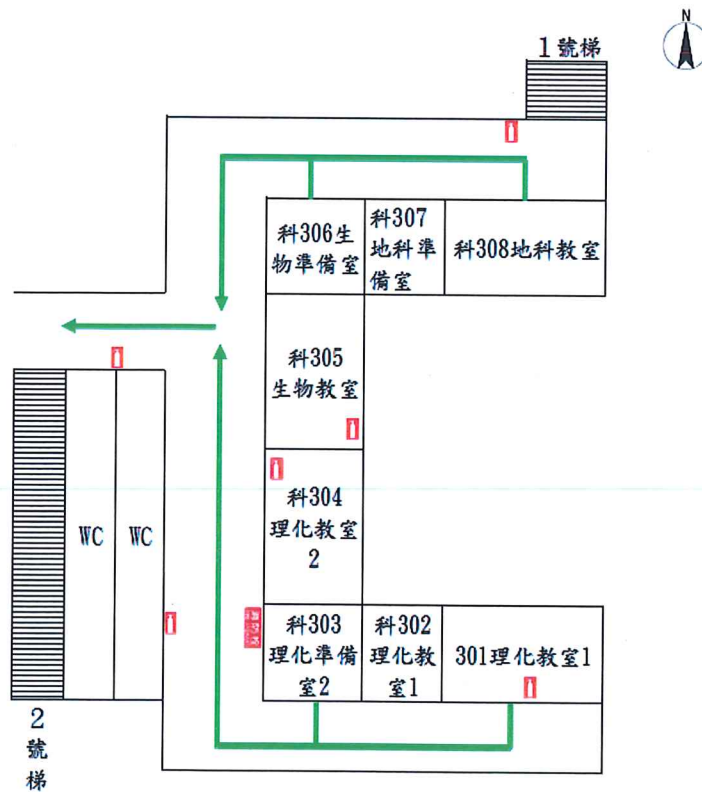 N
1號梯
科306生
物準備室
科307
地科準
備室
科308地科教室
科305
生物教室
科304
理化教室
2
WC
WC
科303
理化準備
室2
科302
理化教
室1
301理化教室1
2
號
梯